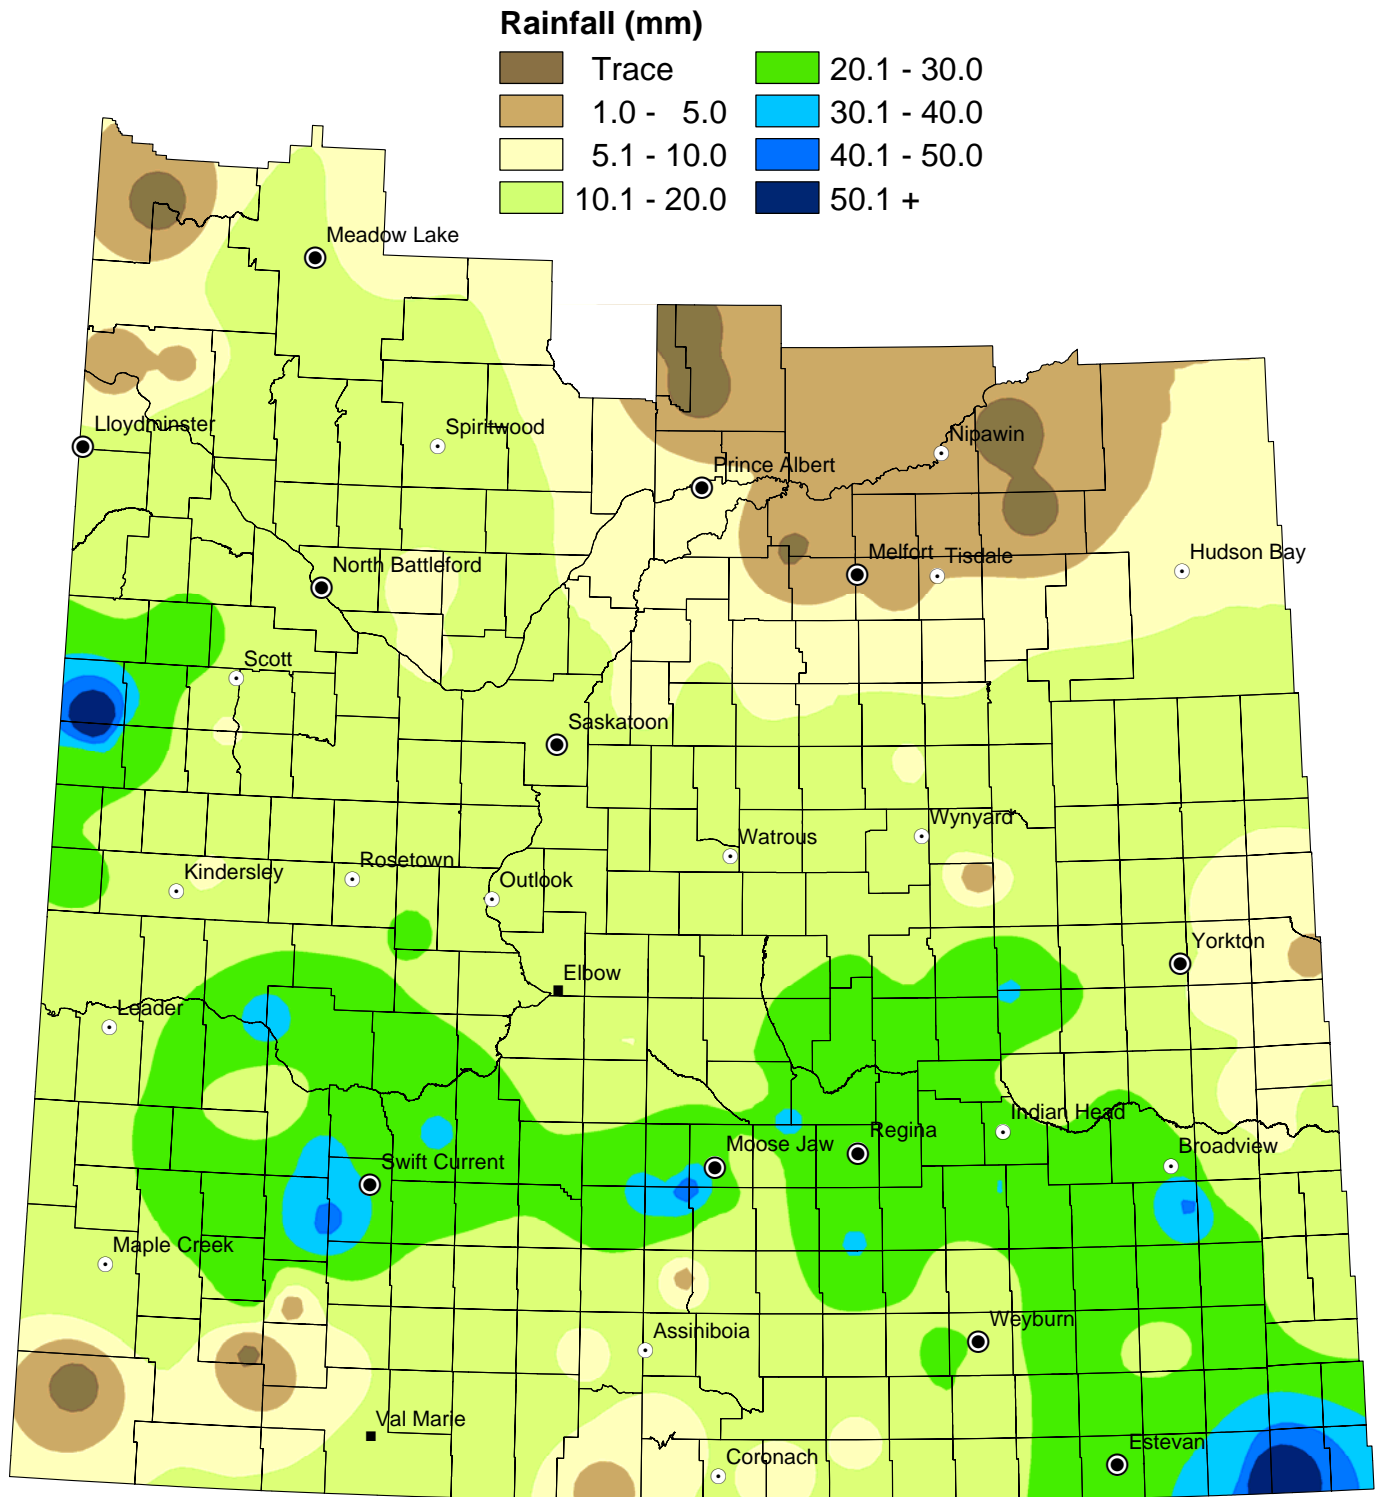 Rainfall (mm)
Trace
20.1 - 30.0
1.0 - 5.0
30.1 - 40.0
5.1 - 10.0
40.1 - 50.0
10.1 - 20.0
50.1 +
Meadow Lake
Lloydminster
Spiritwood
Nipawin
Prince Albert
North Battleford
Melfort
Tisdale
Hudson Bay
Scott
Saskatoon
Watrous
Wynyard
Kindersley
Rosetown
Outlook
Yorkton
Elbow
Leader
Indian Head
Regina
Moose Jaw
Broadview
Swift Current
Maple Creek
Weyburn
Assiniboia
Val Marie
Estevan
Coronach